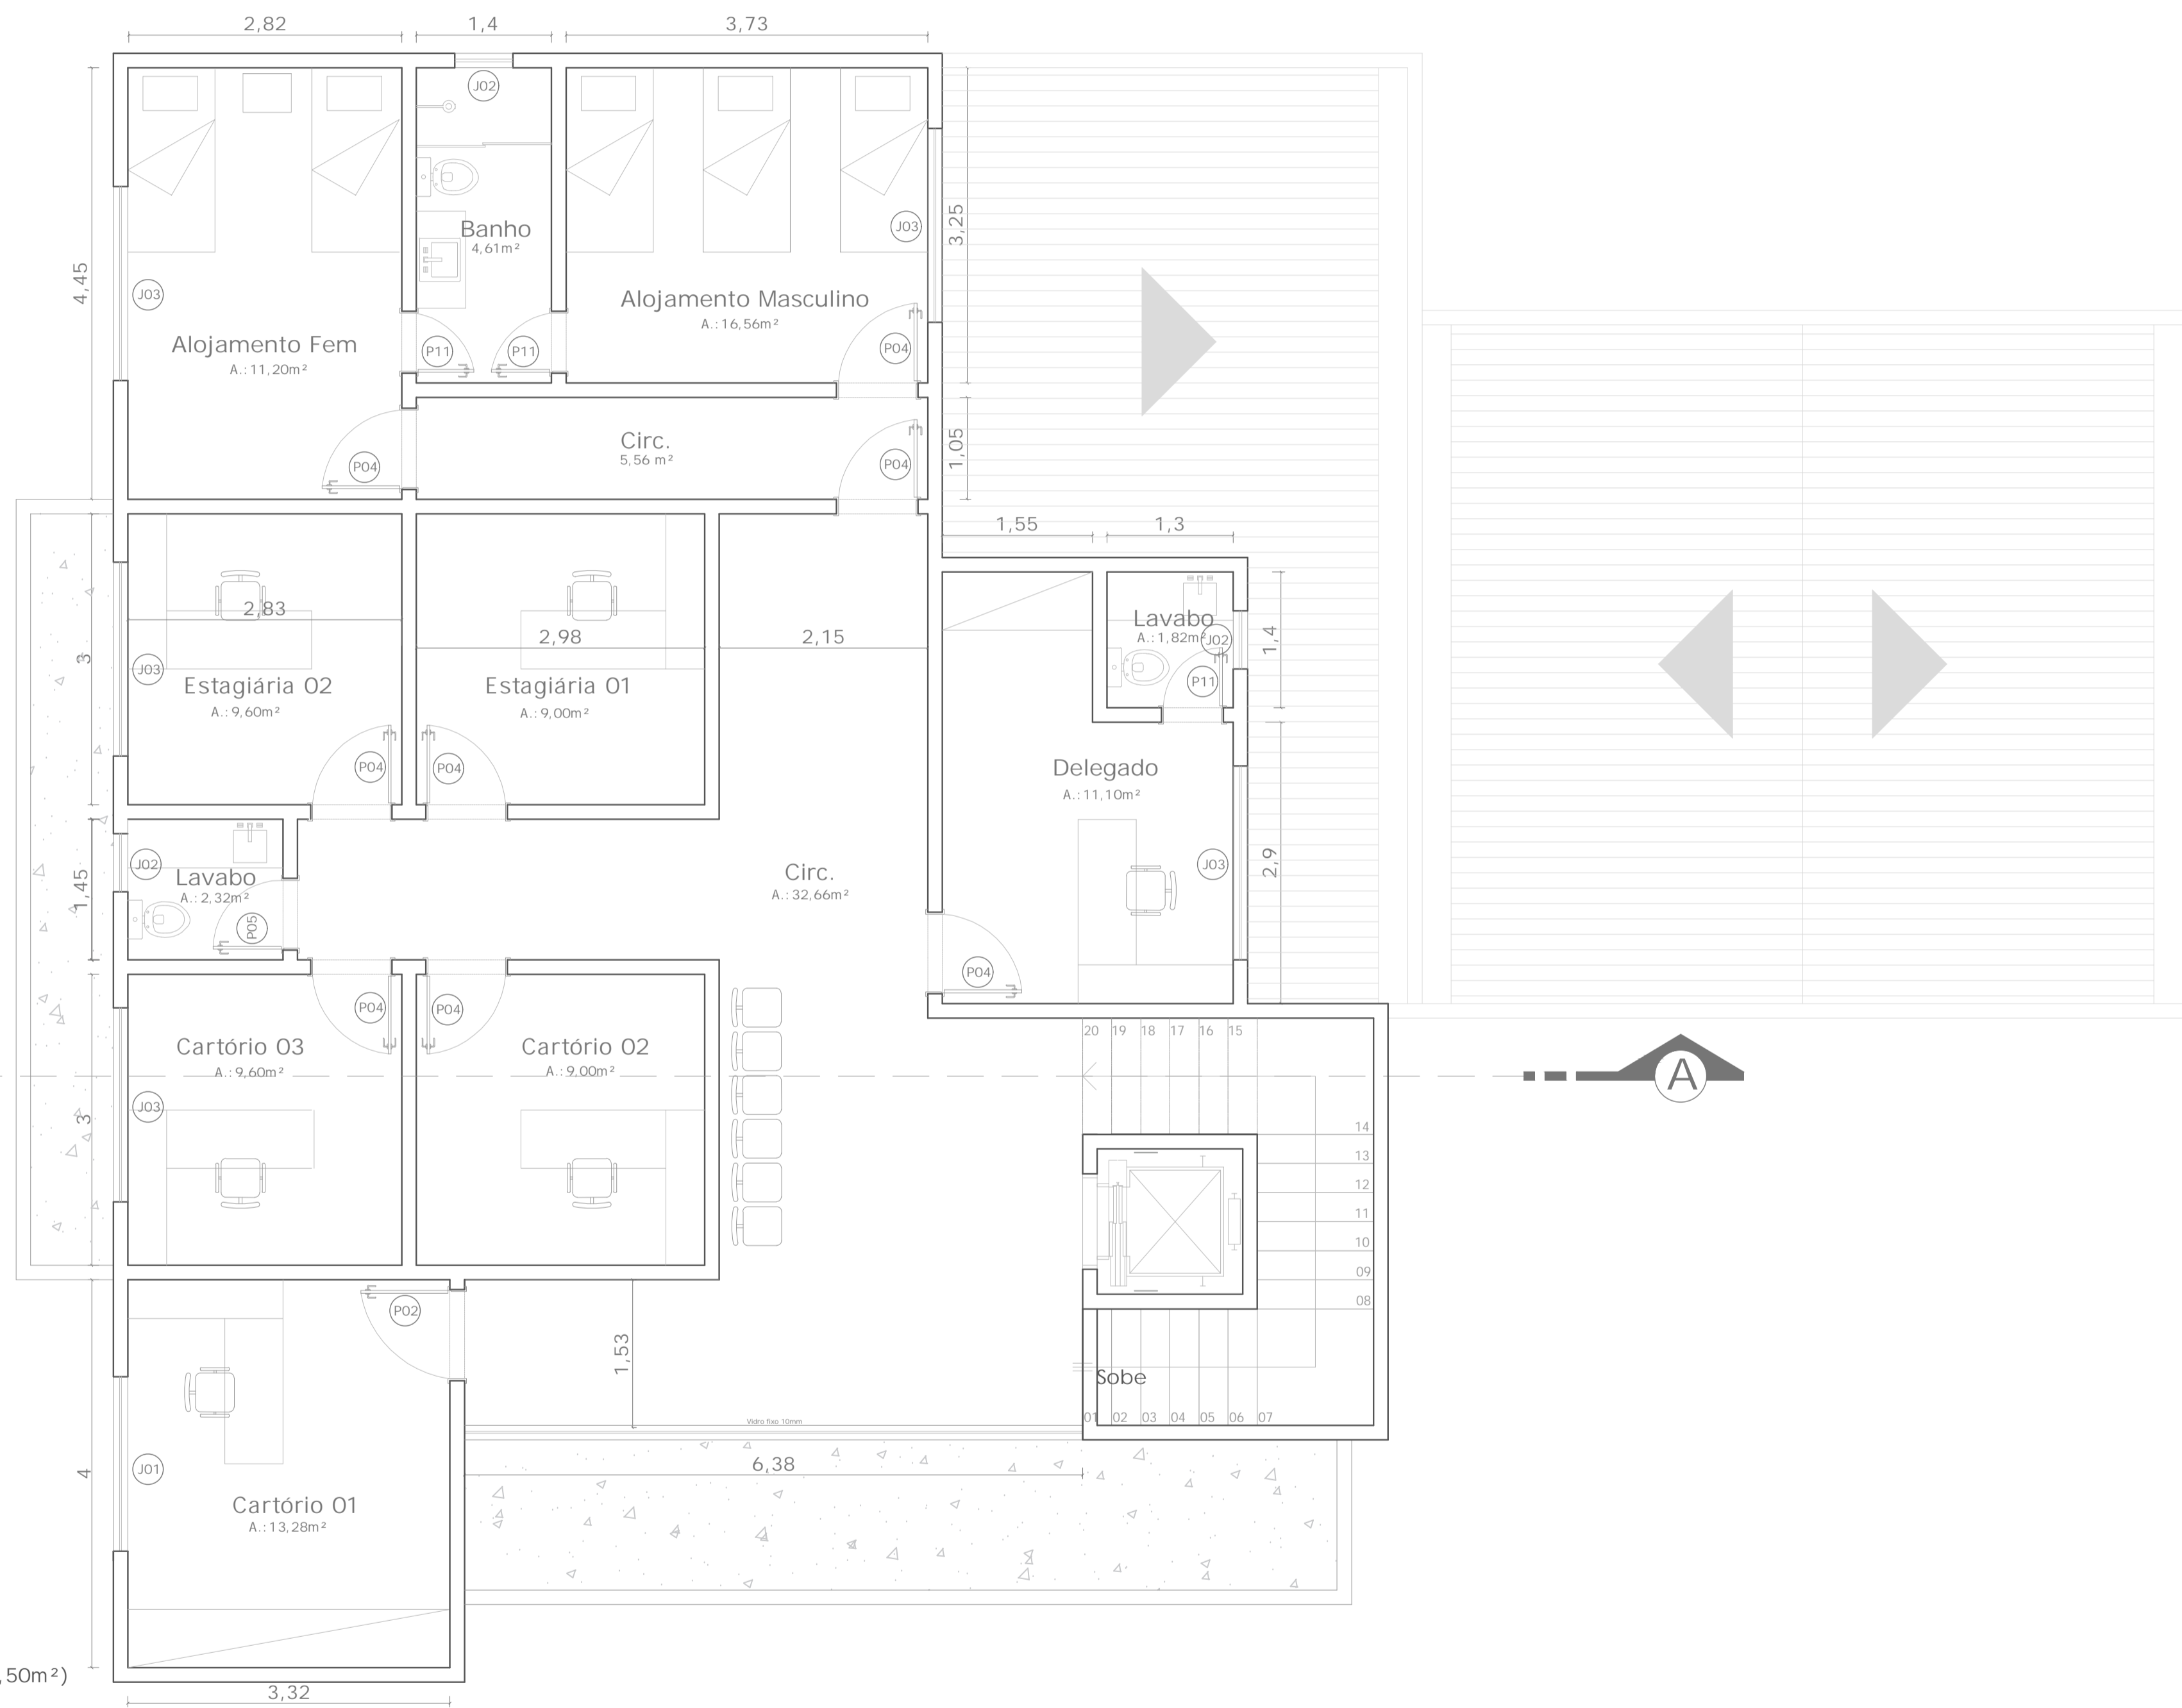 2,82
1,4
3,73
J02
Banho
4,61m²
J03
3,25
4,45
J03
Alojamento Masculino
A.:16,56m²
Alojamento Fem
A.:11,20m²
P11
P11
P04
Circ.
5,56 m²
1,05
P04
P04
1,55
1,3
2,83
2,98
2,15
Lavabo
A.:1,82m²
J02
1,4
3
J03
Estagiária 02
A.:9,60m²
Estagiária 01
A.:9,00m²
P11
P04
P04
Delegado
A.:11,10m²
J02
Lavabo
A.:2,32m²
1,45
P05
Circ.
A.:32,66m²
J03
2,9
P04
P04
P04
Cartório 03
A.:9,60m²
Cartório 02
A.:9,00m²
20
19
18
17
16
15
A
J03
3
14
13
12
11
10
09
08
P02
1,53
Sobe
Vidro fixo 10mm
01
02
03
04
05
06
07
6,38
J01
4
Cartório 01
A.:13,28m²
,50m²)
3,32